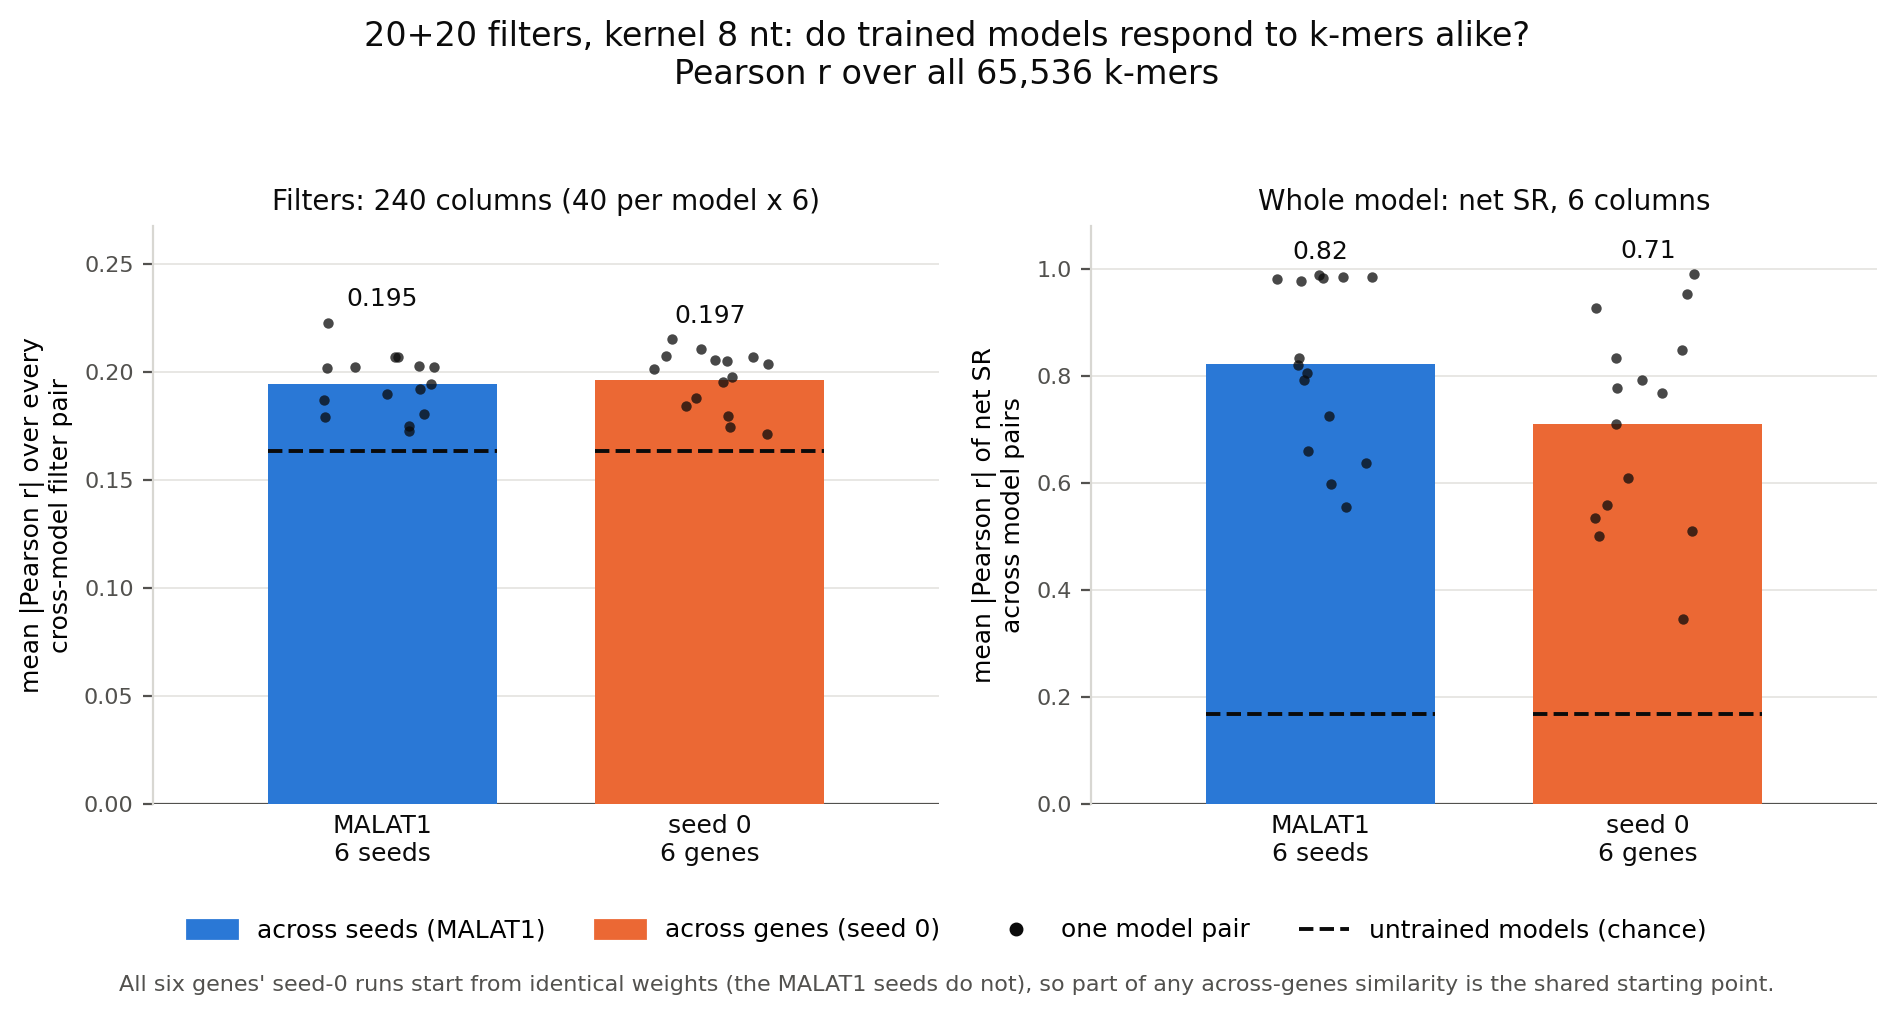 20+20 filters, kernel 8 nt: do trained models respond to k-mers alike?
Pearson r over all 65,536 k-mers
Filters: 240 columns (40 per model x 6)
mean |Pearson r| over every
cross-model filter pair
0.25
0.20
0.15
0.10
0.05
0.00
0.195
0.197
MALAT1
6 seeds
seed 0
6 genes
Whole model: net SR, 6 columns
mean |Pearson r| of net SR
across model pairs
1.0
0.8
0.6
0.4
0.2
0.0
0.82
0.71
MALAT1
6 seeds
seed 0
6 genes
across seeds (MALAT1)
across genes (seed 0)
one model pair
untrained models (chance)
All six genes' seed-0 runs start from identical weights (the MALAT1 seeds do not), so part of any across-genes similarity is the shared starting point.